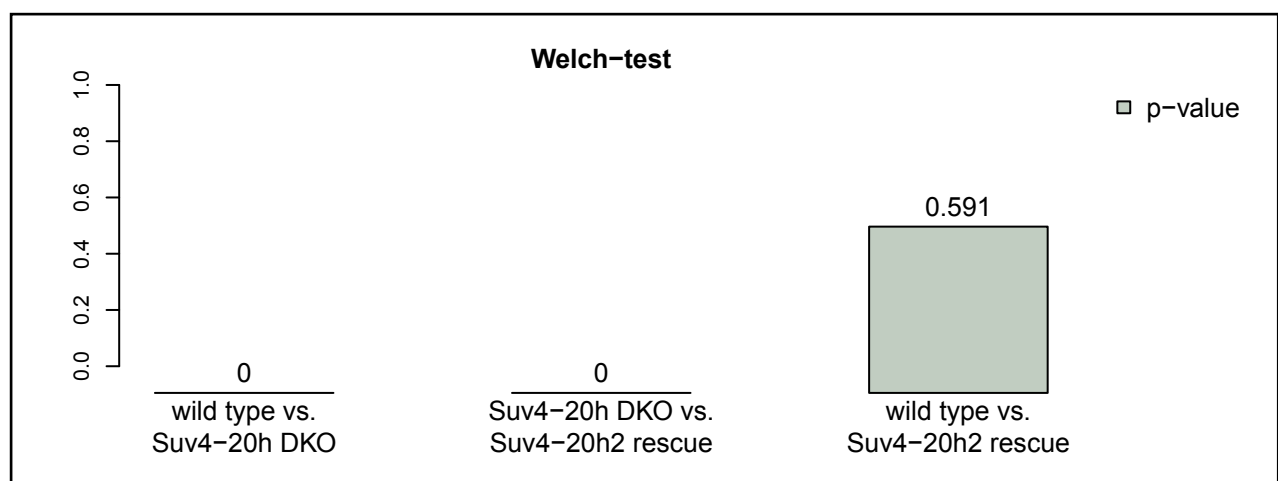 Welch−test
p−value
1.0
0.8
0.6
0.4
0.2
0.0
0.591
0
0
wild type vs.
Suv4−20h DKO
Suv4−20h DKO vs.
Suv4−20h2 rescue
wild type vs.
Suv4−20h2 rescue